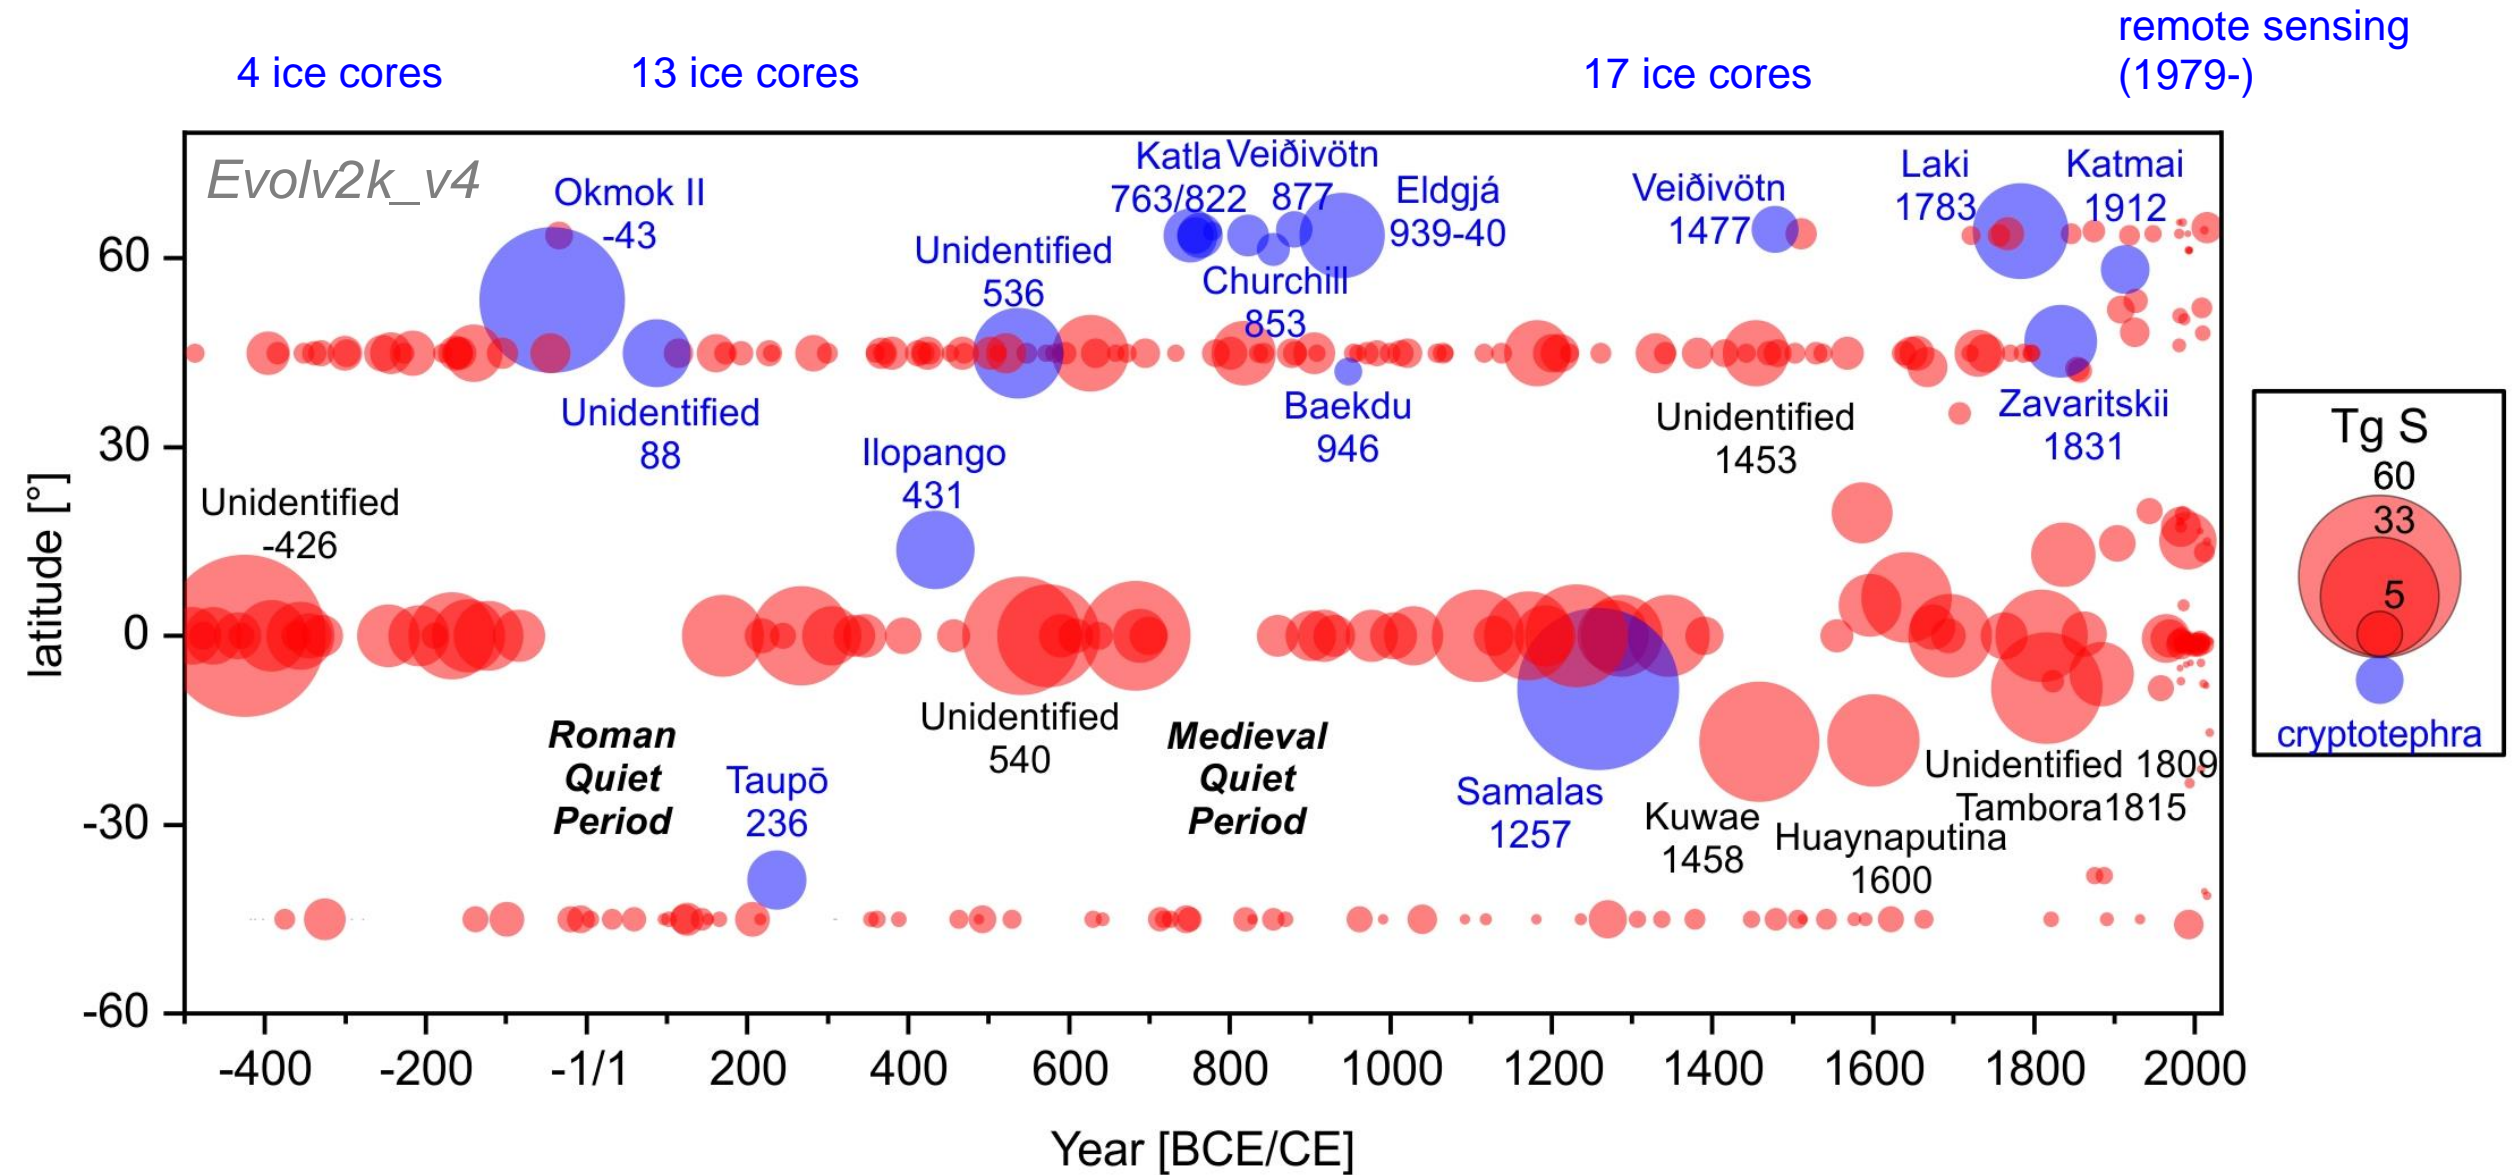 remote sensing
4 ice cores
13 ice cores
17 ice cores
(1979-)
Evolv2k_v4
Okmok II
-43
Unidentified
536
Katla
763/822
Veiðivötn
877
Eldgjá
939-40
Churchill
853
Veiðivötn
1477
Laki
1783
Katmai
1912
Unidentified
88
Ilopango
431
Baekdu
946
Unidentified
1453
Zavaritskii
1831
Unidentified
-426
Roman
Quiet
Period
Taupō
236
Unidentified
540
Medieval
Quiet
Period
Samalas
1257
Kuwae
1458
Huaynaputina
1600
Unidentified 1809
Tambora1815
Tg S
60
33
5
cryptotephra
latitude [°]
60
30
0
-30
-60
-400
-200
-1/1
200
400
600
800
1000
1200
1400
1600
1800
2000
Year [BCE/CE]